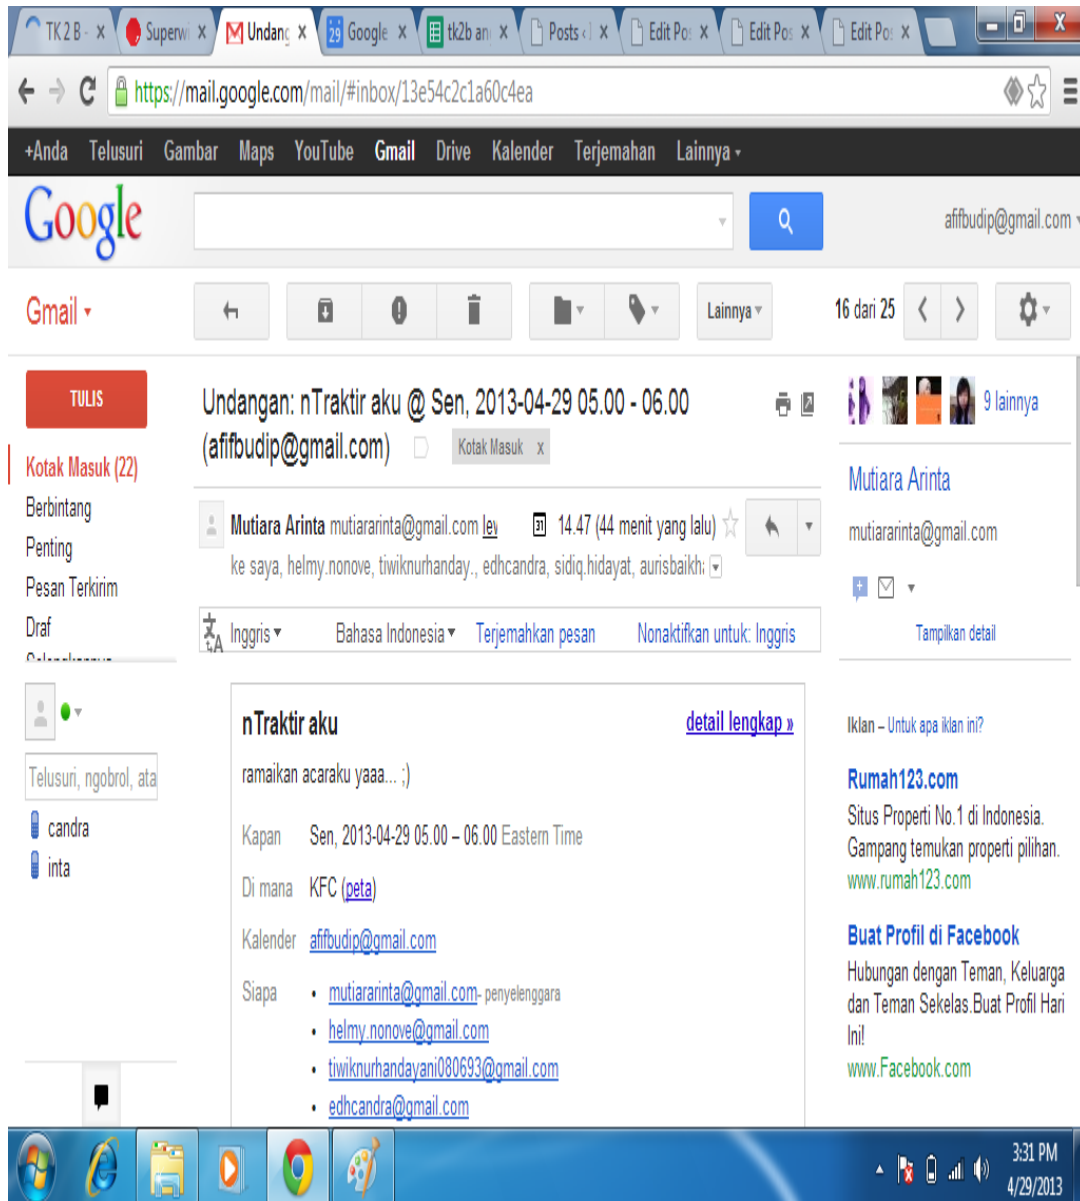 TK 2 B -
Superwi
Undang
Google
tk2b an
Posts ‹
Edit Pos
Edit Pos
Edit Pos
https://mail.google.com/mail/#inbox/13e54c2c1a60c4ea
+Anda Telusuri Gambar Maps YouTube Gmail Drive Kalender Terjemahan Lainnya
Google
afifbudip@gmail.com
Gmail
Lainnya
16 dari 25
TULIS
Kotak Masuk (22)
Berbintang
Penting
Pesan Terkirim
Draf
Undangan: nTraktir aku @ Sen, 2013-04-29 05.00 - 06.00
(afifbudip@gmail.com) Kotak Masuk x
Mutiara Arinta mutiararinta@gmail.com lev 31 14.47 (44 menit yang lalu)
ke saya, helmy.nonove, tiwiknurhanday., edhcandra, sidiq.hidayat, aurisbaikh
Inggris Bahasa Indonesia Terjemahkan pesan Nonaktifkan untuk: Inggris
nTraktir aku detail lengkap »
ramaikan acaraku yaaa... ;)
Kapan Sen, 2013-04-29 05.00 – 06.00 Eastern Time
Di mana KFC (peta)
Kalender afifbudip@gmail.com
Siapa • mutiararinta@gmail.com- penyelenggara
• helmy.nonove@gmail.com
• tiwiknurhandayani080693@gmail.com
• edhcandra@gmail.com
Telusuri, ngobrol, ata
candra
inta
9 lainnya
Mutiara Arinta
mutiararinta@gmail.com
Tampilkan detail
Iklan – Untuk apa iklan ini?
Rumah123.com
Situs Properti No.1 di Indonesia.
Gampang temukan properti pilihan.
www.rumah123.com
Buat Profil di Facebook
Hubungan dengan Teman, Keluarga
dan Teman Sekelas.Buat Profil Hari
Ini!
www.Facebook.com
3:31 PM
4/29/2013